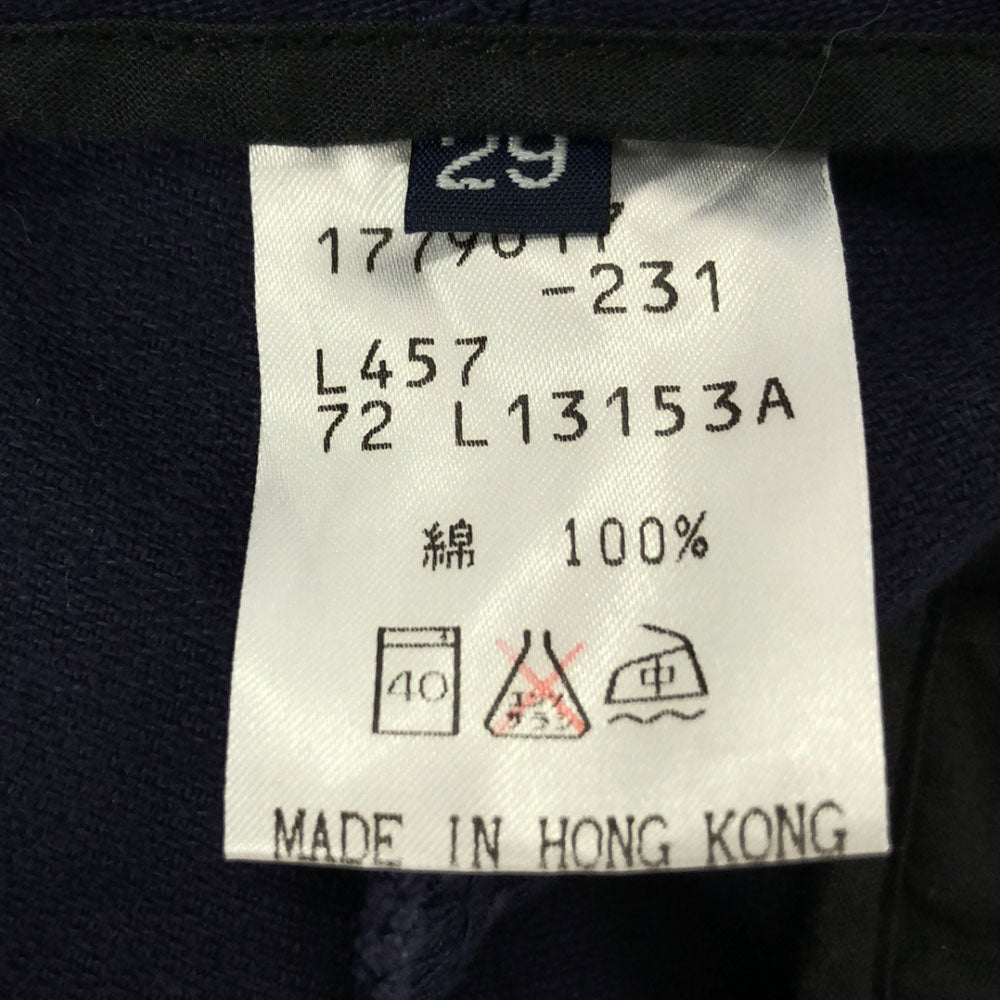 29
-231
L457
72 L13153A
綿 100%
40
中
MADE IN HONG KONG